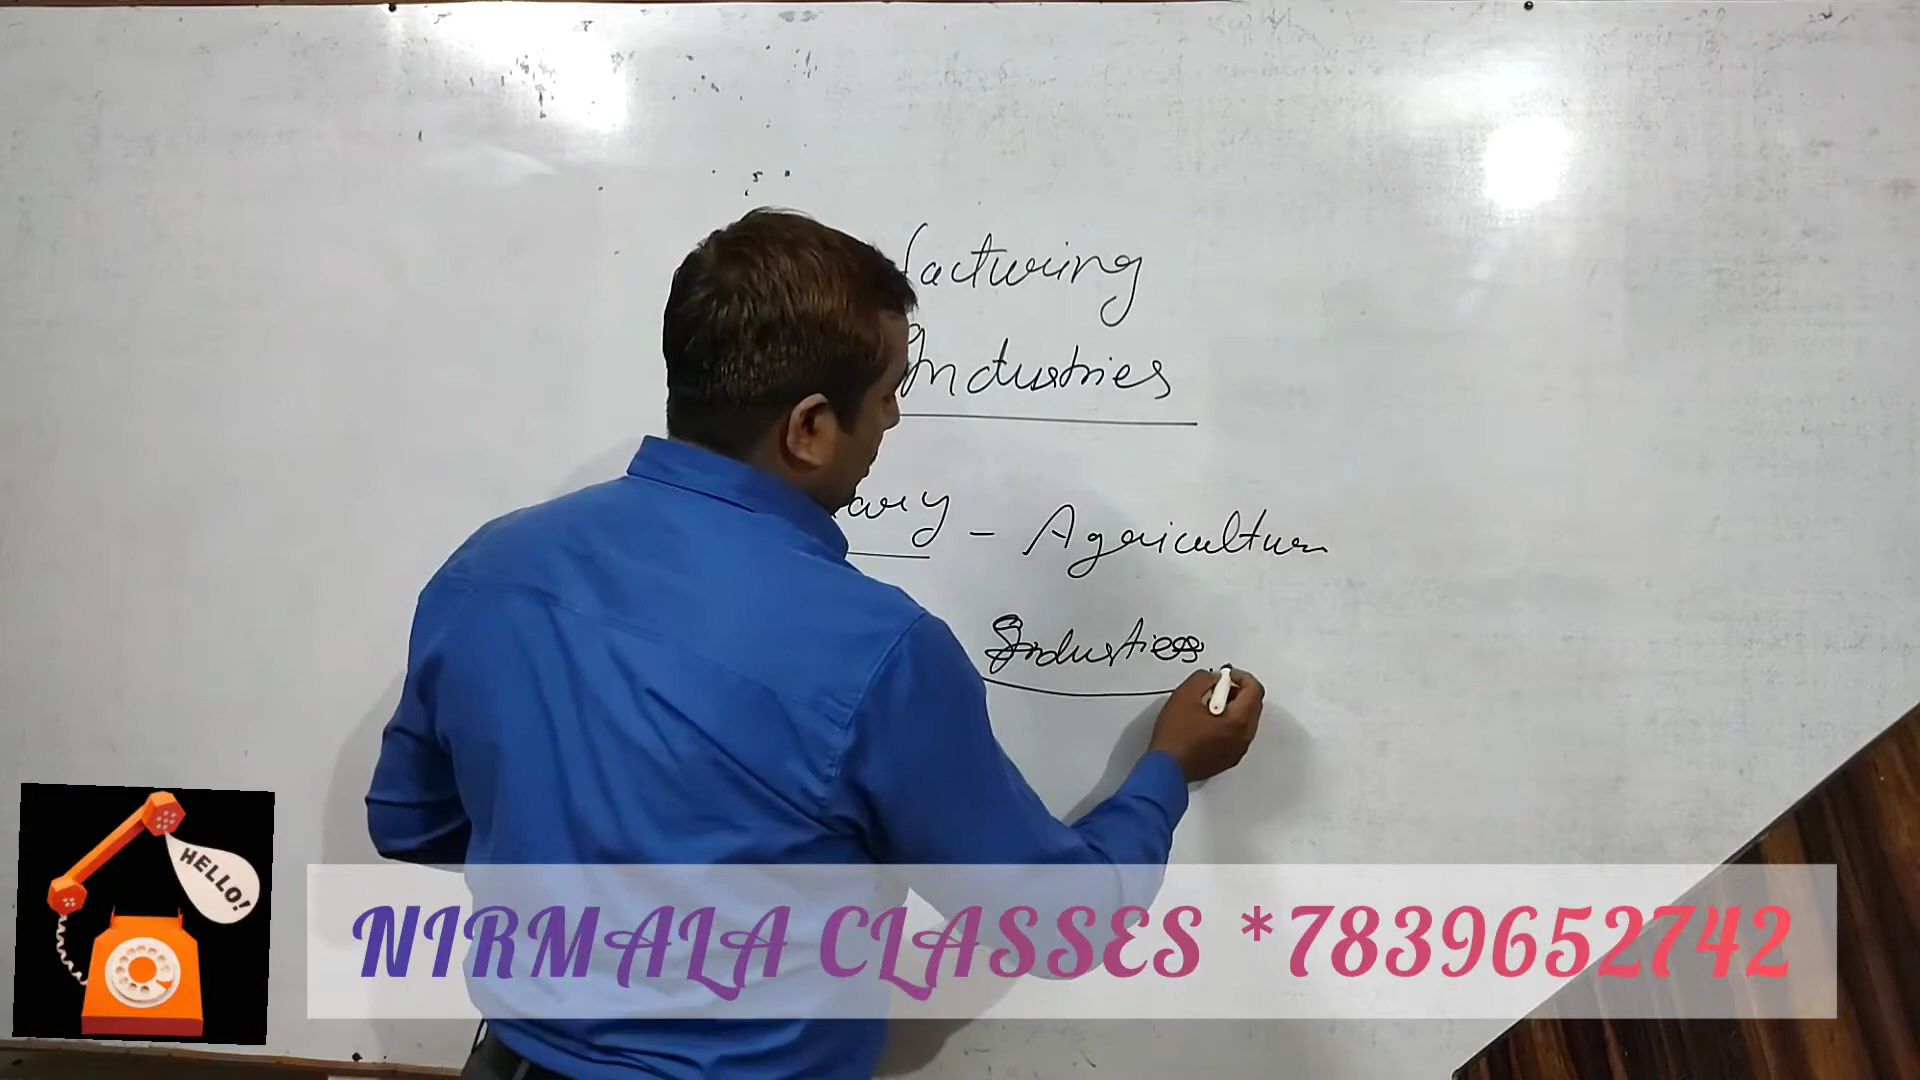 facturing
Industries
ary - Agriculture
Industries
HELLO!
NIRMALA CLASSES *7839652742